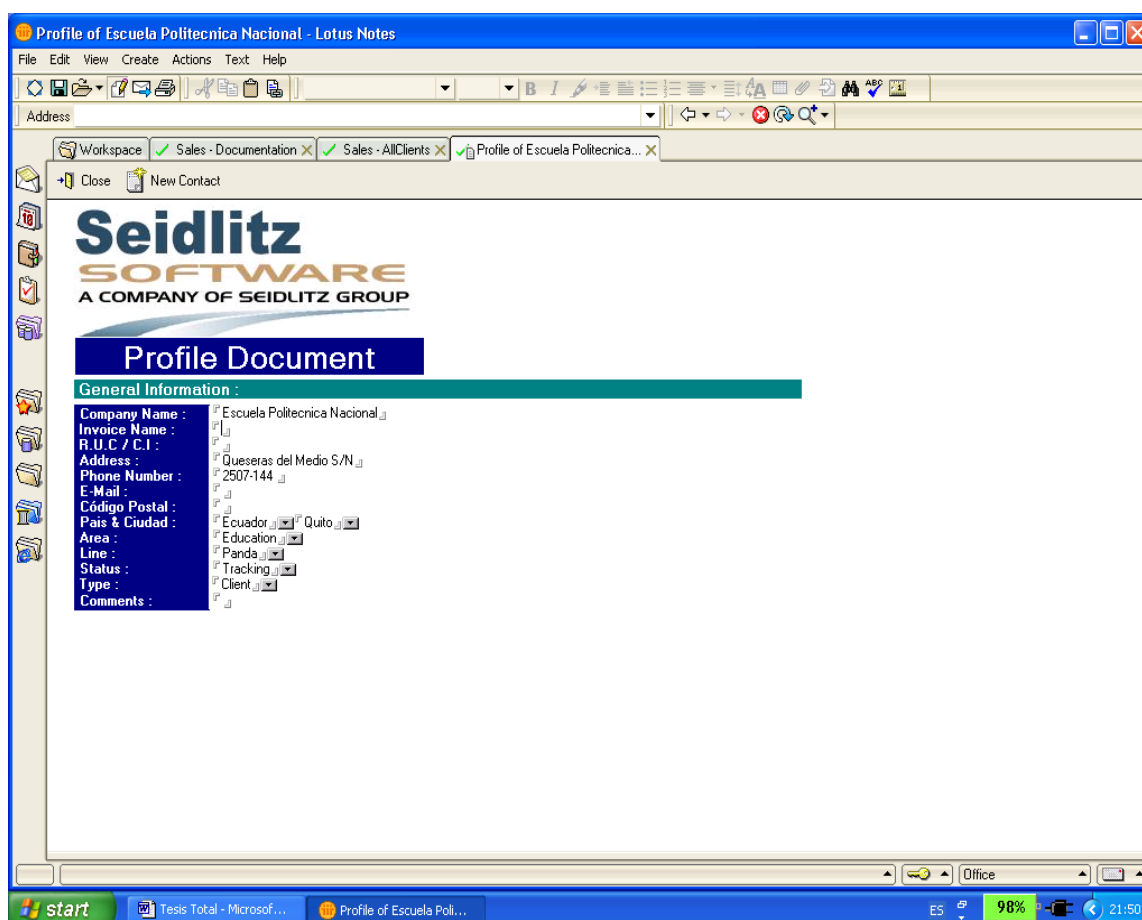 Profile of Escuela Politecnica Nacional - Lotus Notes
File Edit View Create Actions Text Help
Address
Workspace Sales - Documentation Sales - AllClients Profile of Escuela Politecnica...
Close New Contact
Seidlitz
SOFTWARE
A COMPANY OF SEIDLITZ GROUP
Profile Document
General Information :
Company Name : Escuela Politecnica Nacional
Invoice Name :
R.U.C / C.I :
Address : Queseras del Medio S/N
Phone Number : 2507-144
E-Mail :
Código Postal :
Pais & Ciudad : Ecuador Quito
Area : Education
Line : Panda
Status : Tracking
Type : Client
Comments :
Office
start Tesis Total - Microsof... Profile of Escuela Poli... ES 98% 21:50